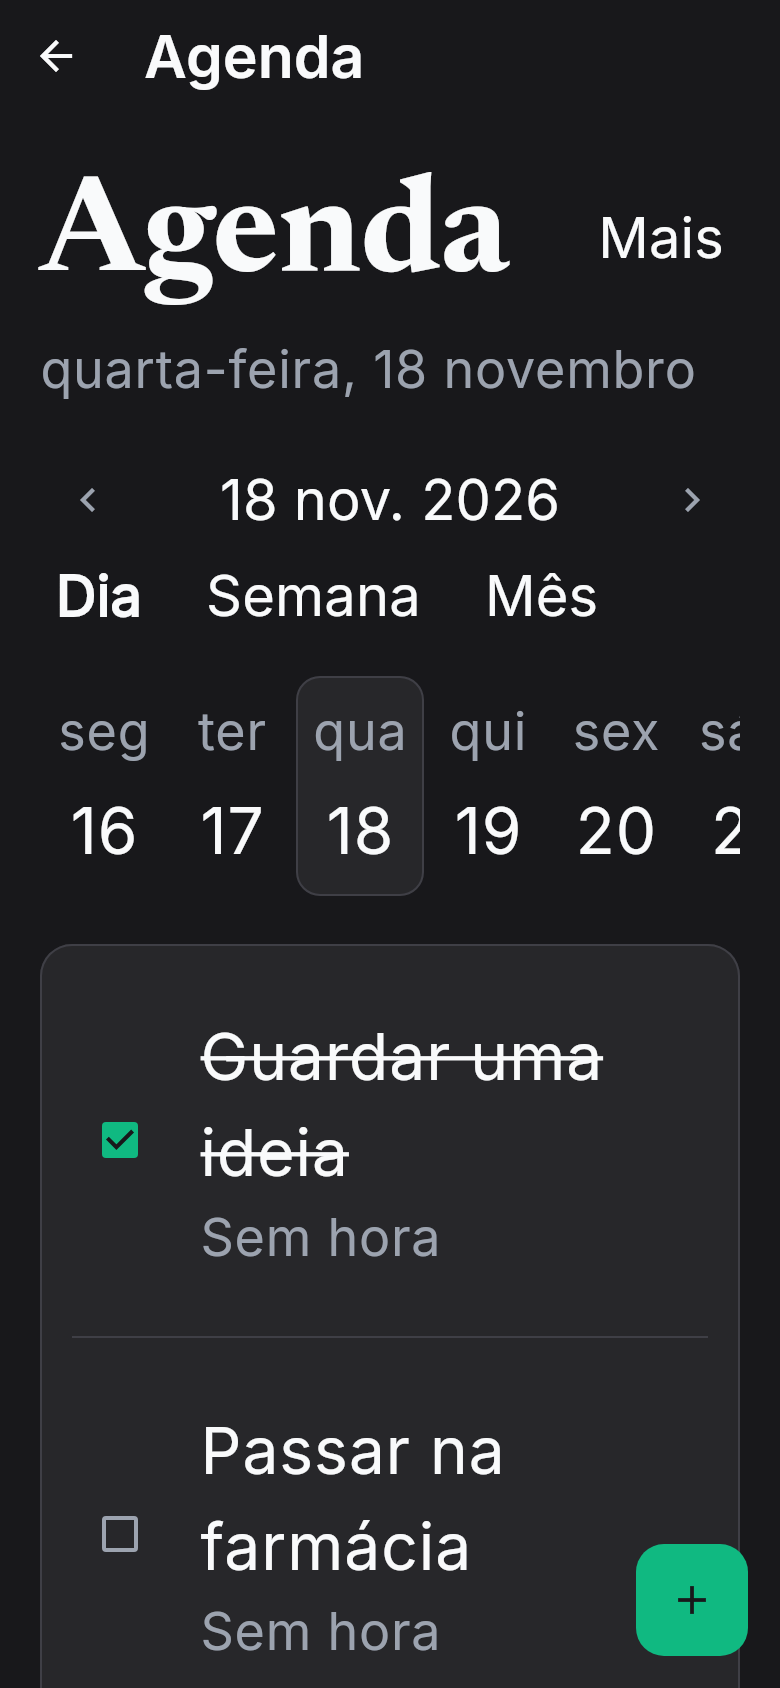 Agenda
Agenda
Mais
quarta-feira, 18 novembro
18 nov. 2026
Dia Semana Mês
seg ter qua qui sex
16 17 18 19 20
Guardar uma
ideia
Sem hora
Passar na
farmácia
Sem hora